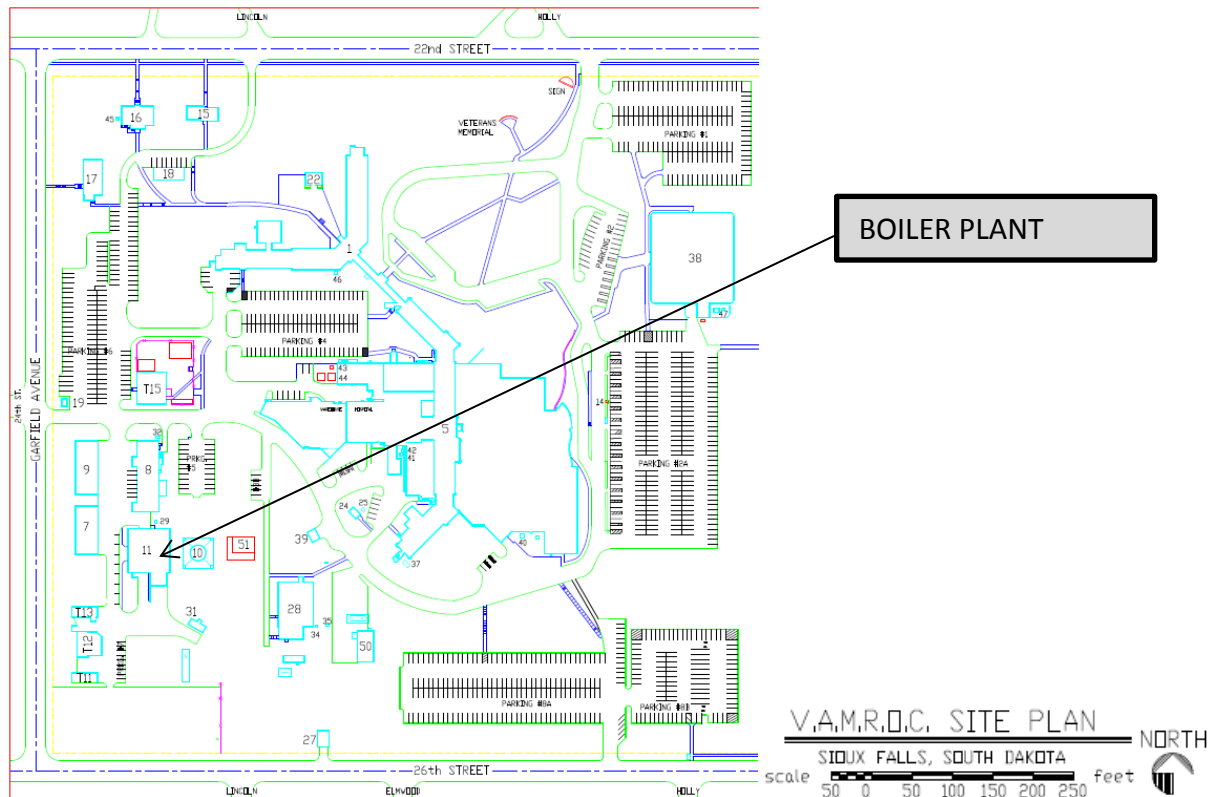 LINCOLN
HOLLY
22nd STREET
SIGN
VETERANS
MEMORIAL
45
16
15
PARKING #1
17
18
22
1
PARKING #2
38
BOILER PLANT
46
47
PARKING #4
PARKING #6
43
44
T15
19
14
5
24th ST.
GARFIELD AVENUE
32
9
8
PRKG.
#5
42
41
PARKING #2A
24
25
7
29
11
10
51
39
40
37
T13
31
28
34
35
T12
50
T11
PARKING #8A
PARKING #8B
27
26th STREET
LINCOLN
ELMWOOD
HOLLY
V.A.M.R.O.C. SITE PLAN
SIOUX FALLS, SOUTH DAKOTA
NORTH
scale
feet
50 0 50 100 150 200 250